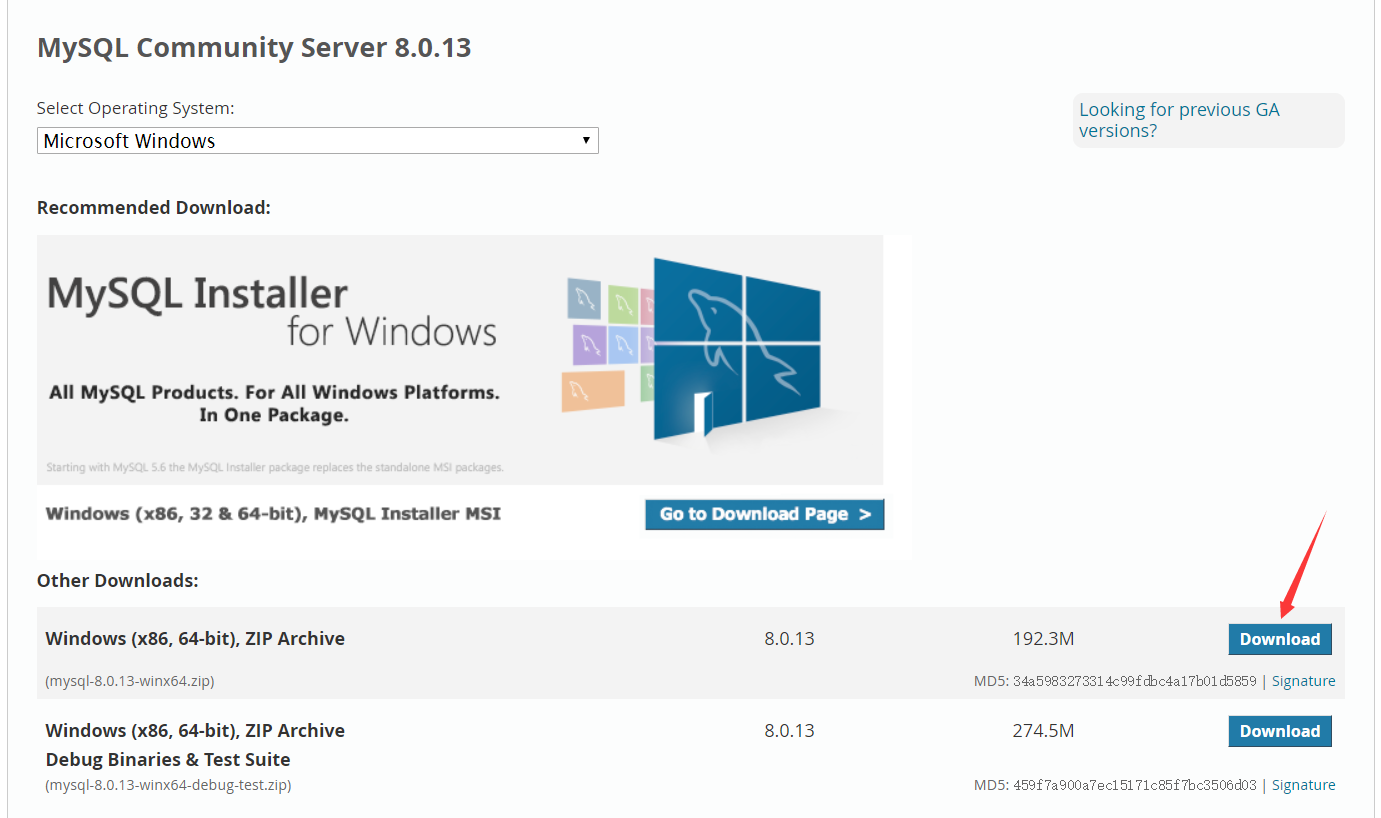 MySQL Community Server 8.0.13
Select Operating System:
Looking for previous GA
versions?
Microsoft Windows
Recommended Download:
MySQL Installer
for Windows
All MySQL Products. For All Windows Platforms.
In One Package.
Starting with MySQL 5.6 the MySQL Installer package replaces the standalone MSI packages.
Windows (x86, 32 & 64-bit), MySQL Installer MSI
Go to Download Page >
Other Downloads:
Windows (x86, 64-bit), ZIP Archive 8.0.13 192.3M Download
(mysql-8.0.13-winx64.zip) MD5: 34a5983273314c99fdbc4a17b01d5859 | Signature
Windows (x86, 64-bit), ZIP Archive 8.0.13 274.5M Download
Debug Binaries & Test Suite
(mysql-8.0.13-winx64-debug-test.zip) MD5: 459f7a900a7ec15171c85f7bc3506d03 | Signature